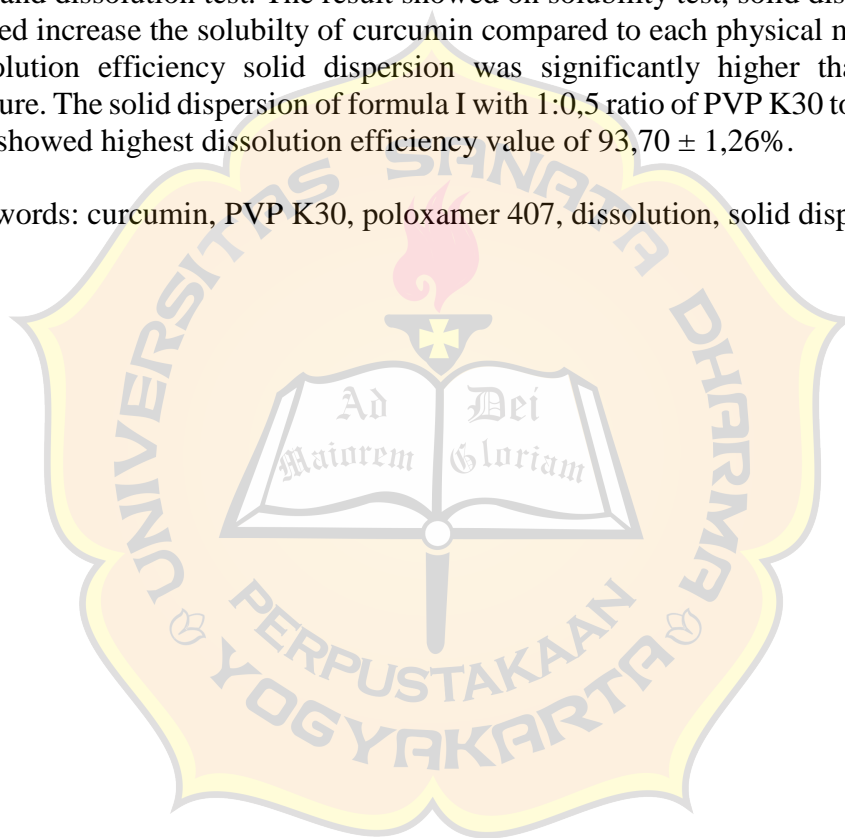 and dissolution test. The result showed on solubility test, solid dis
ed increase the solubilty of curcumin compared to each physical m
olution efficiency solid dispersion was significantly higher tha
ure. The solid dispersion of formula I with 1:0,5 ratio of PVP K30 to
showed highest dissolution efficiency value of 93,70 ± 1,26%.
words: curcumin, PVP K30, poloxamer 407, dissolution, solid disp
UNIVERSITAS SANATA DHARMA
Ad Dei
Maiorem Gloriam
PERPUSTAKAAN
YOGYAKARTA